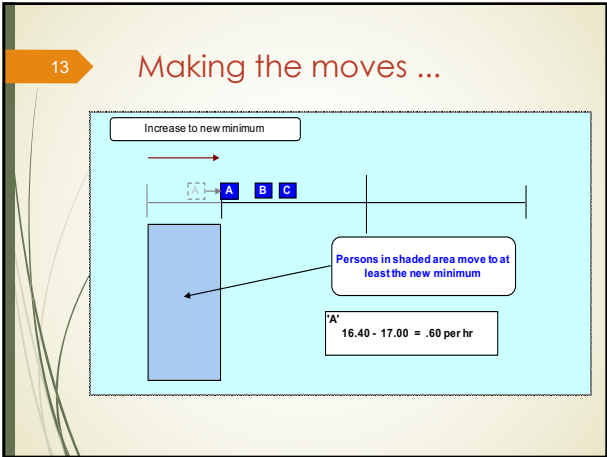 13
Making the moves ...
Increase to new minimum
A
A
B
C
Persons in shaded area move to at
least the new minimum
'A'
16.40 - 17.00 = .60 per hr